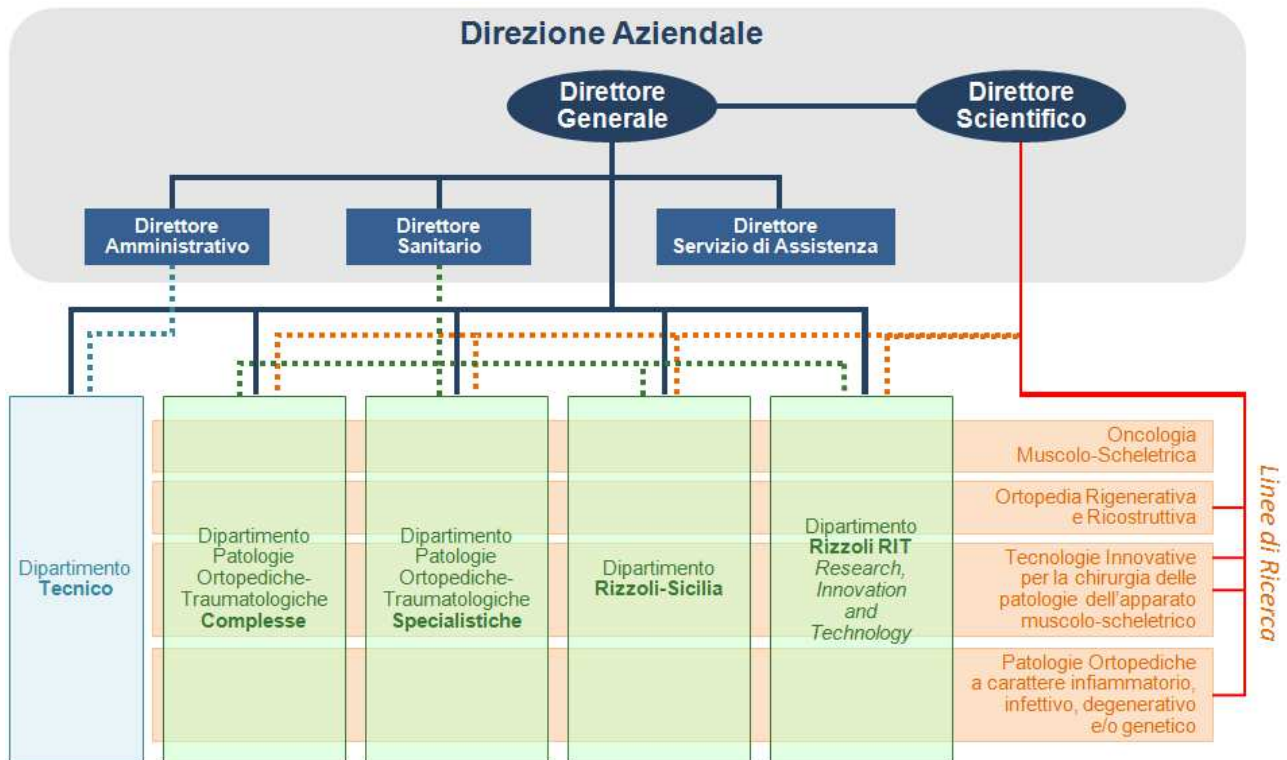 Direzione Aziendale
Direttore
Generale
Direttore
Scientifico
Direttore
Amministrativo
Direttore
Sanitario
Direttore
Servizio di Assistenza
Dipartimento
Tecnico
Dipartimento
Patologie
Ortopediche-
Traumatologiche
Complesse
Dipartimento
Patologie
Ortopediche-
Traumatologiche
Specialistiche
Dipartimento
Rizzoli-Sicilia
Dipartimento
Rizzoli RIT
Research,
Innovation
and
Technology
Oncologia
Muscolo-Scheletrica
Ortopedia Rigenerativa
e Ricostruttiva
Tecnologie Innovative
per la chirurgia delle
patologie dell'apparato
muscolo-scheletrico
Patologie Ortopediche
a carattere infiammatorio,
infettivo, degenerativo
e/o genetico
Linee di Ricerca